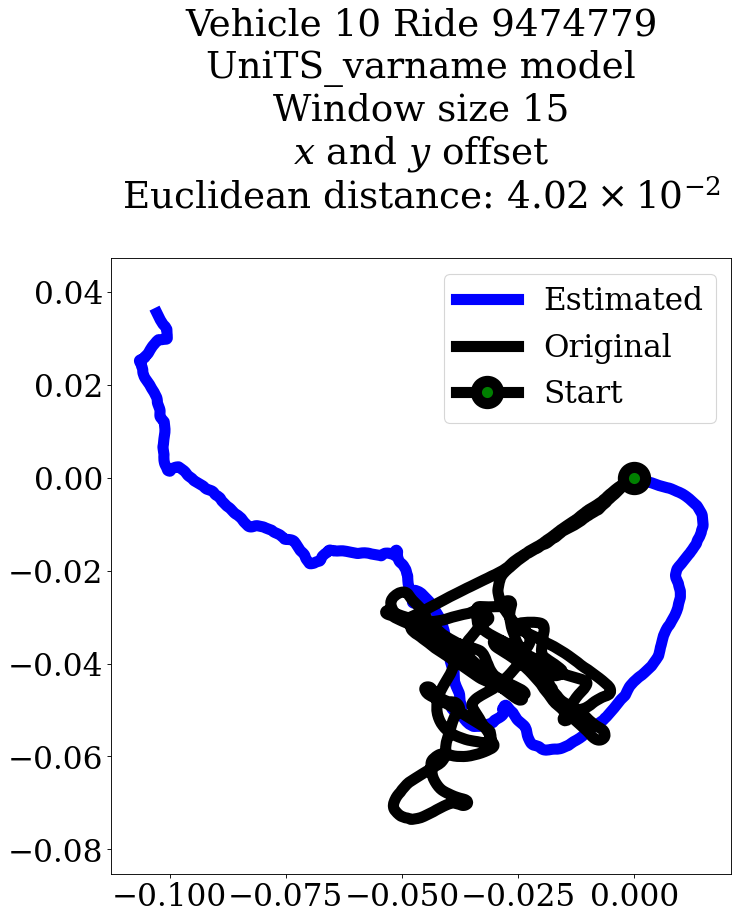 Vehicle 10 Ride 9474779
UniTS_varname model
Window size 15
x and y offset
Euclidean distance: 4.02 × 10⁻²
Estimated
Original
Start
0.04
0.02
0.00
−0.02
−0.04
−0.06
−0.08
−0.100 −0.075 −0.050 −0.025 0.000